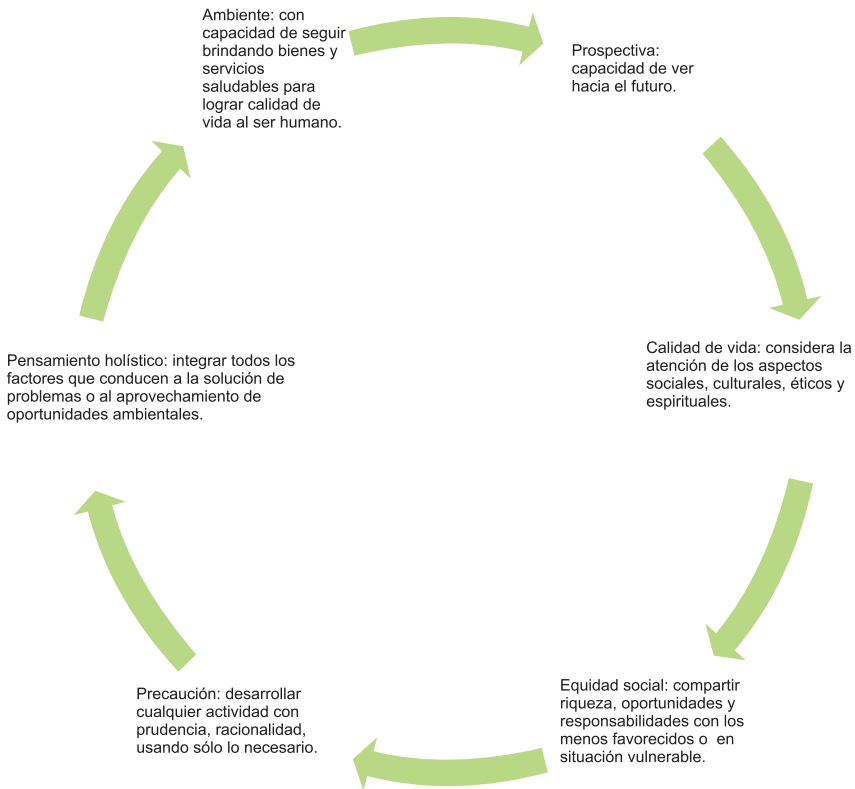 Ambiente: con
capacidad de seguir
brindando bienes y
servicios
saludables para
lograr calidad de
vida al ser humano.
Prospectiva:
capacidad de ver
hacia el futuro.
Calidad de vida: considera la
atención de los aspectos
sociales, culturales, éticos y
espirituales.
Equidad social: compartir
riqueza, oportunidades y
responsabilidades con los
menos favorecidos o  en
situación vulnerable.
Precaución: desarrollar
cualquier actividad con
prudencia, racionalidad,
usando sólo lo necesario.
Pensamiento holístico: integrar todos los
factores que conducen a la solución de
problemas o al aprovechamiento de
oportunidades ambientales.